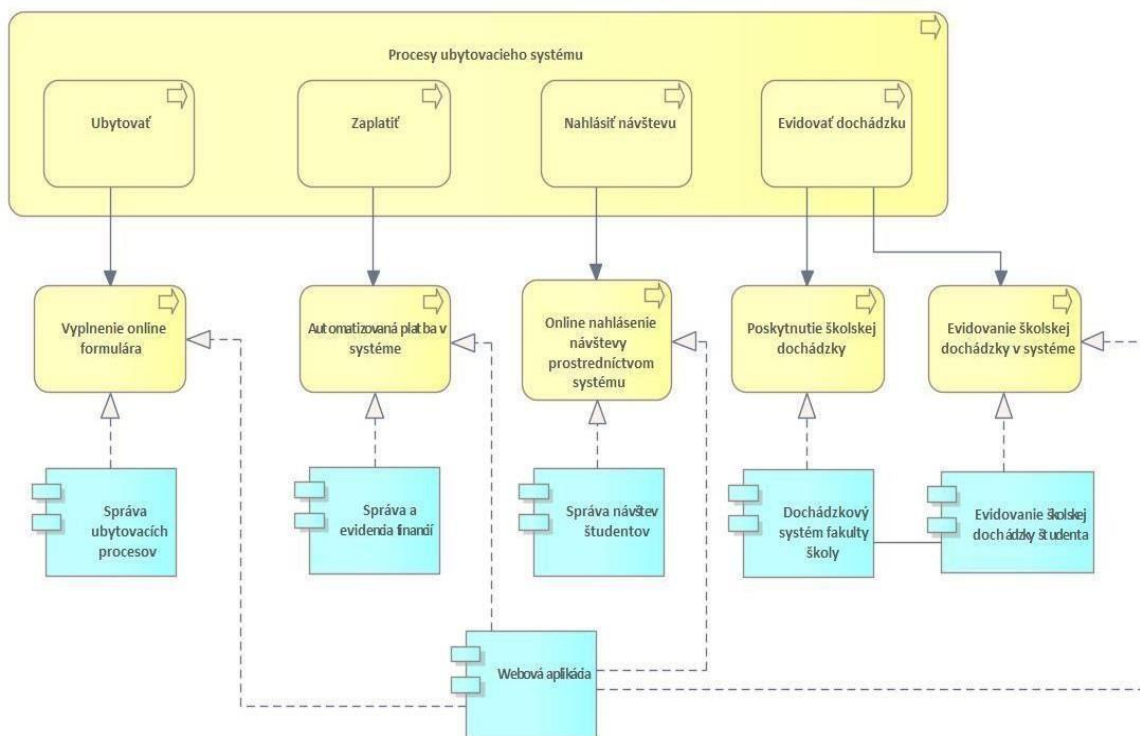 Procesy ubytovacieho systému
Ubytovať
Zaplatiť
Nahlásiť návštevu
Evidovať dochádzku
Vyplnenie online
formulára
Automatizovaná platba v
systéme
Online nahlásenie
návštevy
prostredníctvom
systému
Poskytnutie školskej
dochádzky
Evidovanie školskej
dochádzky v systéme
Správa
ubytovacích
procesov
Správa a
evidencia financií
Správa návštev
študentov
Dochádzkový
systém fakulty
školy
Evidovanie školskej
dochádzky študenta
Webová aplikácia